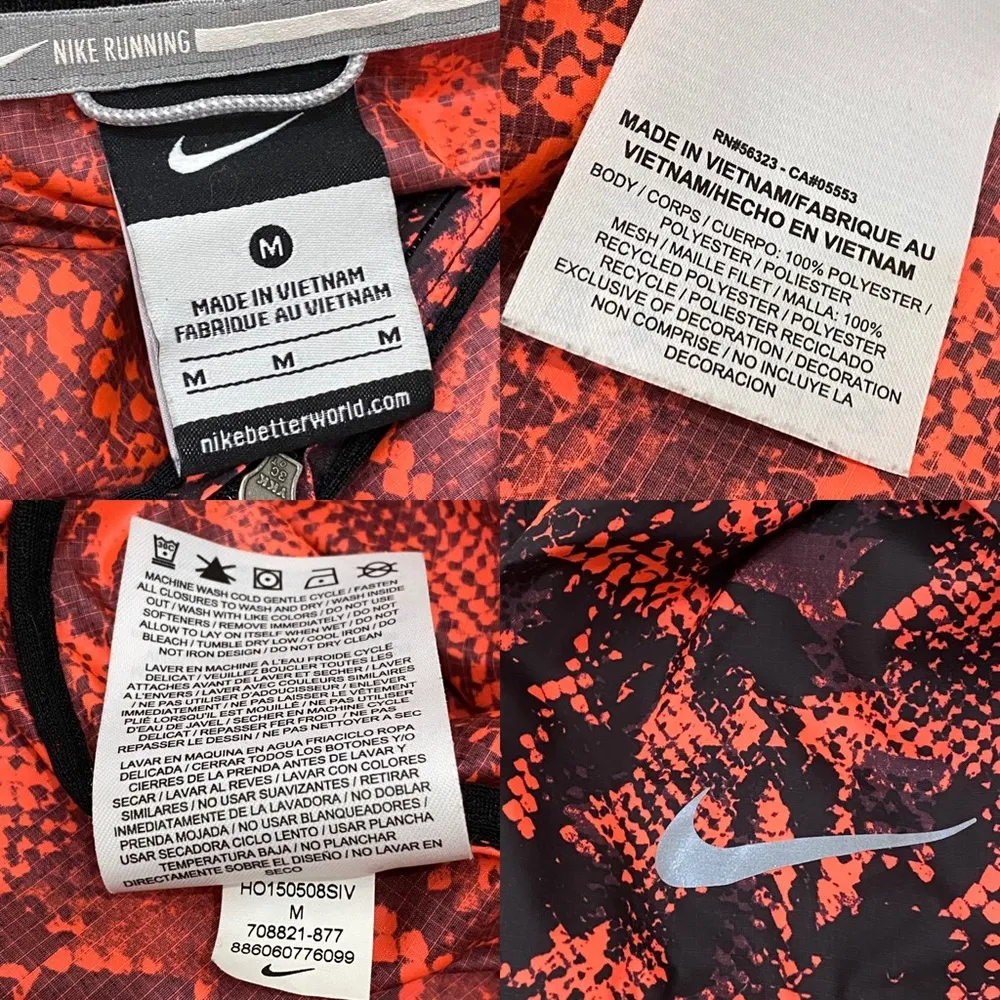 NIKE RUNNING
M
MADE IN VIETNAM
FABRIQUE AU VIETNAM
M M M
nikebetterworld.com
YKK
RN#56323 - CA#05553
MADE IN VIETNAM/FABRIQUE AU
VIETNAM/HECHO EN VIETNAM
BODY / CORPS / CUERPO: 100% POLYESTER /
POLYESTER / POLIESTER
MESH / MAILLE FILET / MALLA: 100%
RECYCLED POLYESTER / POLYESTER
RECYCLE / POLIESTER RECICLADO
EXCLUSIVE OF DECORATION / DECORATION
NON COMPRISE / NO INCLUYE LA
DECORACION
30C
MACHINE WASH COLD GENTLE CYCLE / FASTEN
ALL CLOSURES TO WASH AND DRY / WASH INSIDE
OUT / WASH WITH LIKE COLORS / DO NOT USE
SOFTENERS / REMOVE IMMEDIATELY / DO NOT
ALLOW TO LAY ON ITSELF WHEN WET / DO NOT
BLEACH / TUMBLE DRY LOW / COOL IRON / DO
NOT IRON DESIGN / DO NOT DRY CLEAN
LAVER EN MACHINE A L'EAU FROIDE CYCLE
DELICAT / VEUILLEZ BOUCLER TOUTES LES
ATTACHES AVANT DE LAVER ET SECHER / LAVER
A L'ENVERS / LAVER AVEC COULEURS SIMILAIRES
/ NE PAS UTILISER D'ADOUCISSEUR / ENLEVER
IMMEDIATEMENT / NE PAS LAISSER LE VÊTEMENT
PLIÉ LORSQU'IL EST MOUILLÉ / NE PAS UTILISER
D'EAU DE JAVEL / SECHER EN MACHINE CYCLE
DELICAT / REPASSER FER FROID / NE PAS
REPASSER LE DESSIN / NE PAS NETTOYER A SEC
LAVAR EN MAQUINA EN AGUA FRIACICLO ROPA
DELICADA / CERRAR TODOS LOS BOTONES Y/O
CIERRES DE LA PRENDA ANTES DE LAVAR Y
SECAR / LAVAR AL REVES / LAVAR CON COLORES
SIMILARES / NO USAR SUAVIZANTES / RETIRAR
INMEDIATAMENTE DE LA LAVADORA / NO DOBLAR
PRENDA MOJADA / NO USAR BLANQUEADORES /
USAR SECADORA CICLO LENTO / USAR PLANCHA
TEMPERATURA BAJA / NO PLANCHAR
DIRECTAMENTE SOBRE EL DISEÑO / NO LAVAR EN
SECO
HO150508SIV
M
708821-877
886060776099